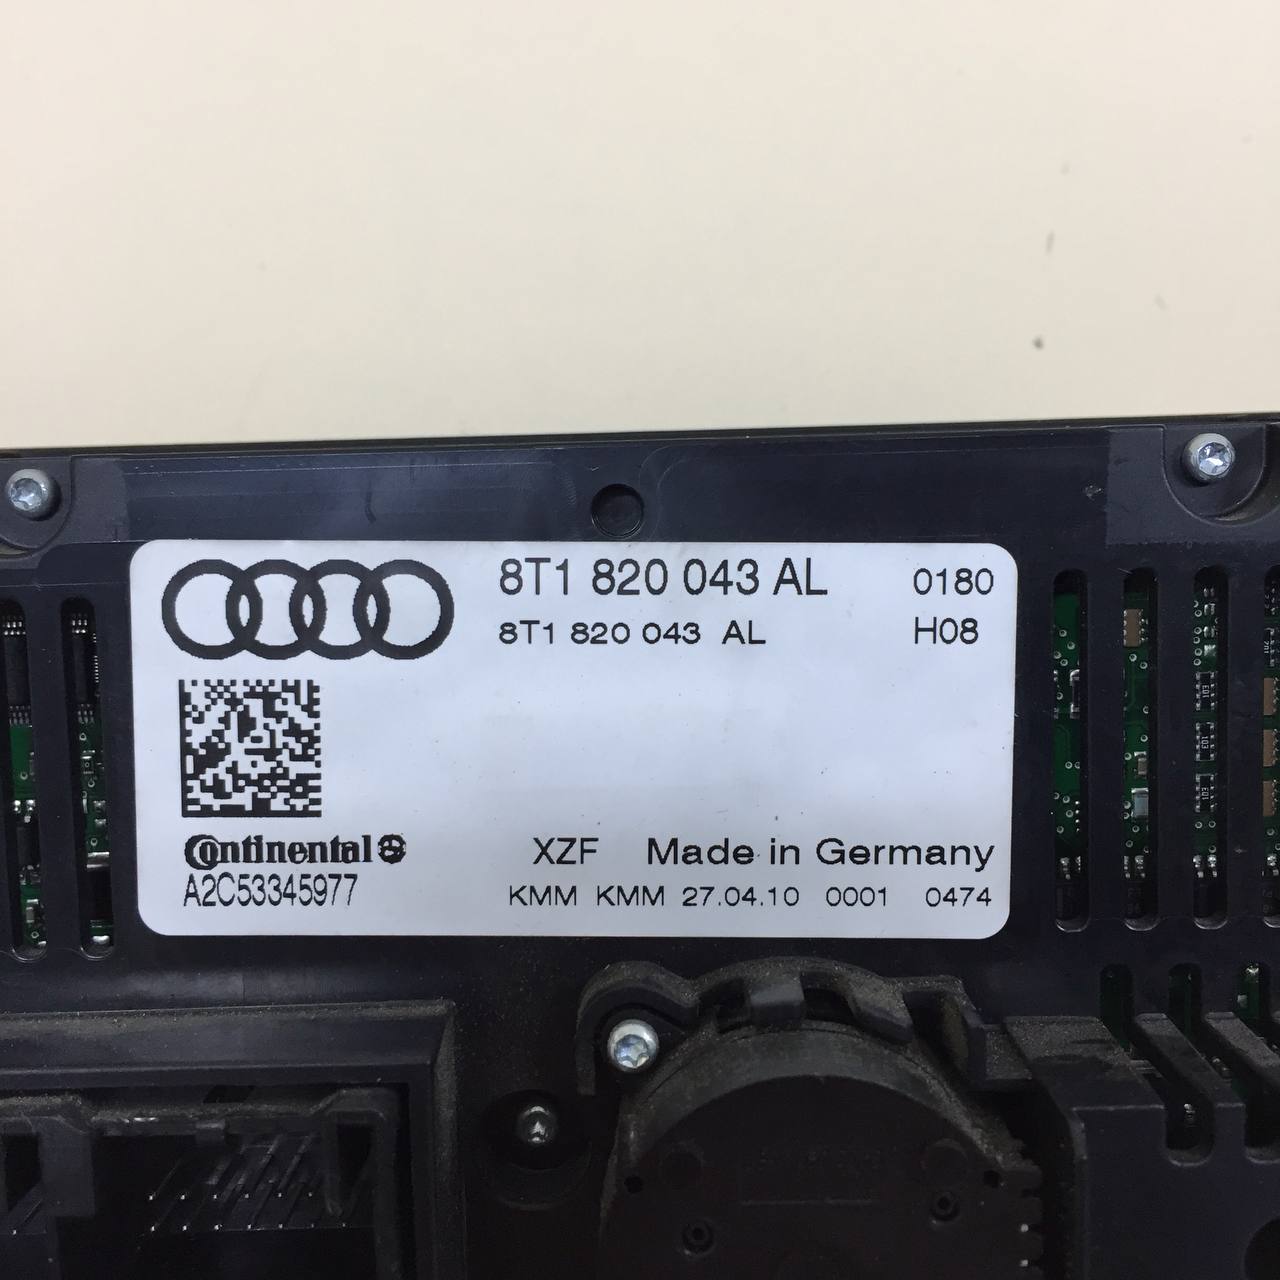 8T1 820 043 AL 0180
8T1 820 043 AL H08
Continental
XZF Made in Germany
A2C53345977
KMM KMM 27.04.10 0001 0474